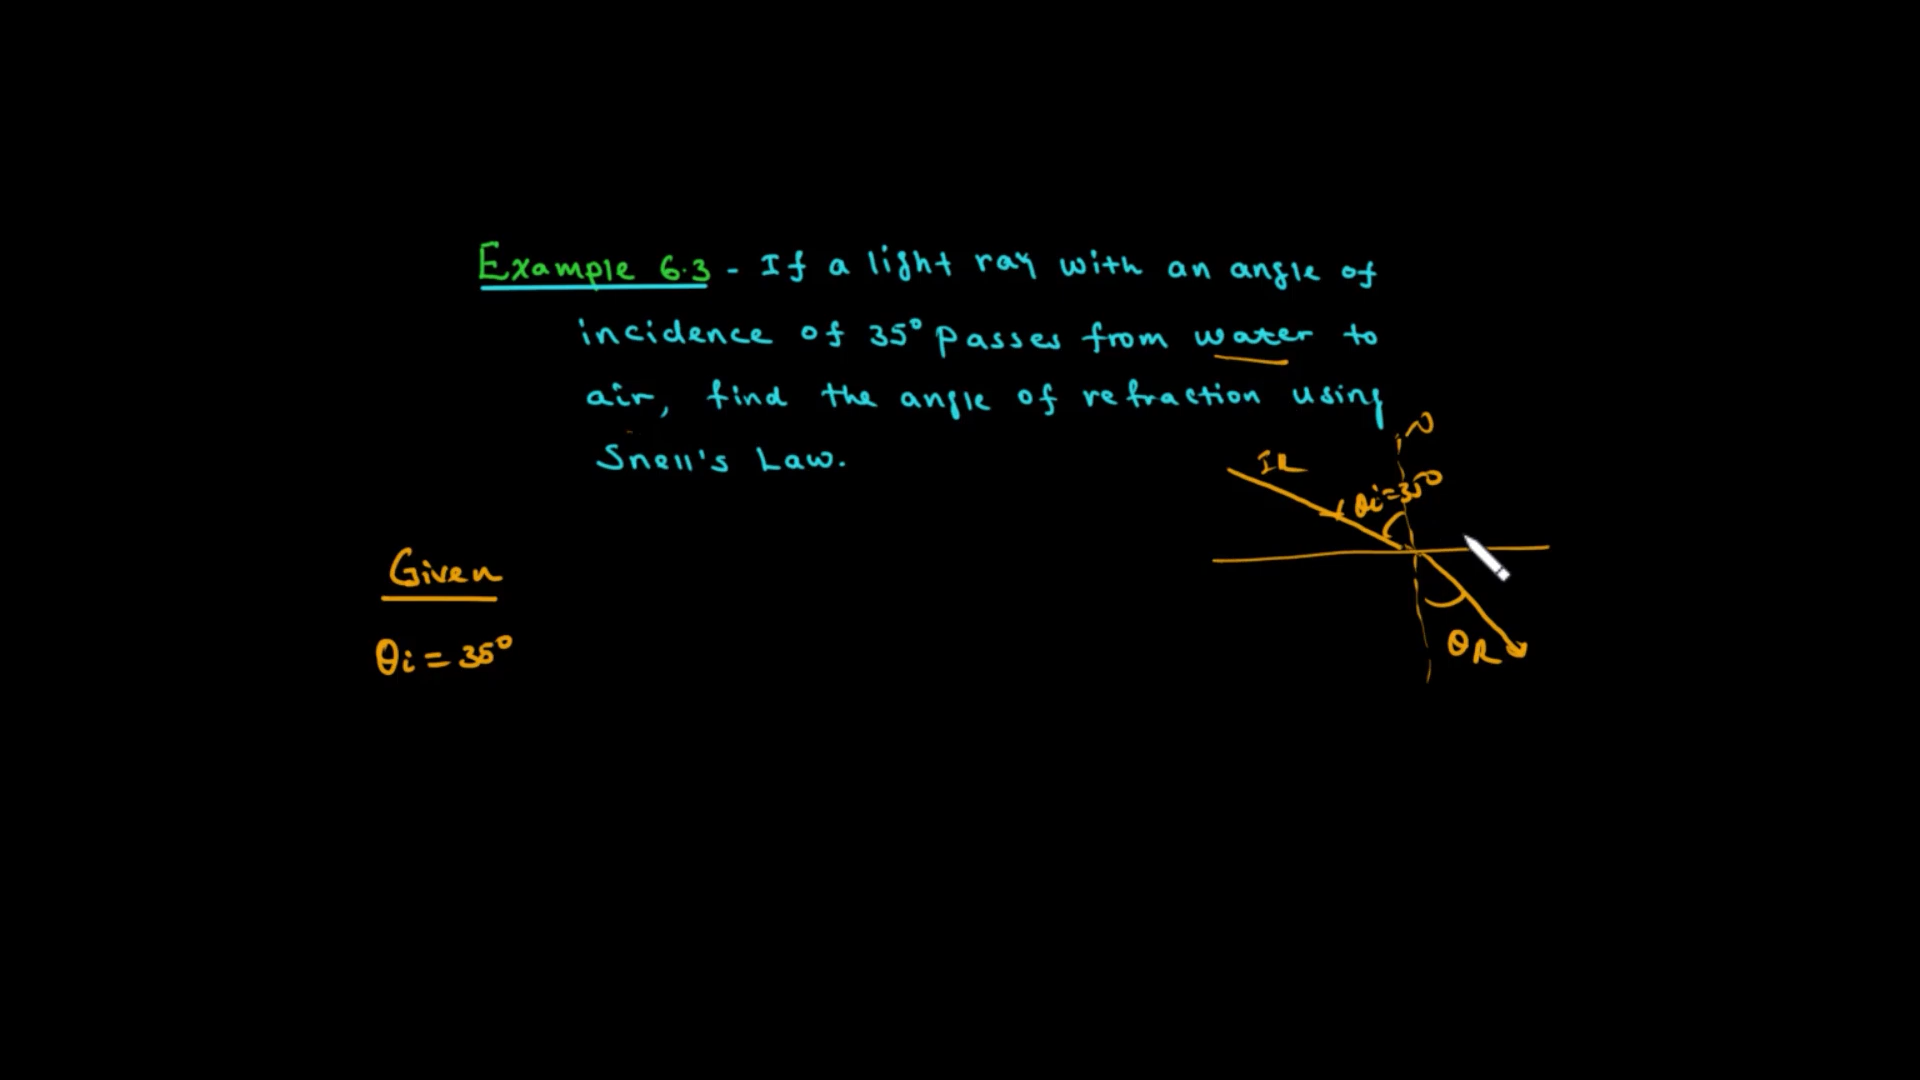 Example 6.3 - If a light ray with an angle of
incidence of 35° passes from water to
air, find the angle of refraction using
Snell's Law.
N
IR
θi=35°
Given
θR
θi = 35°